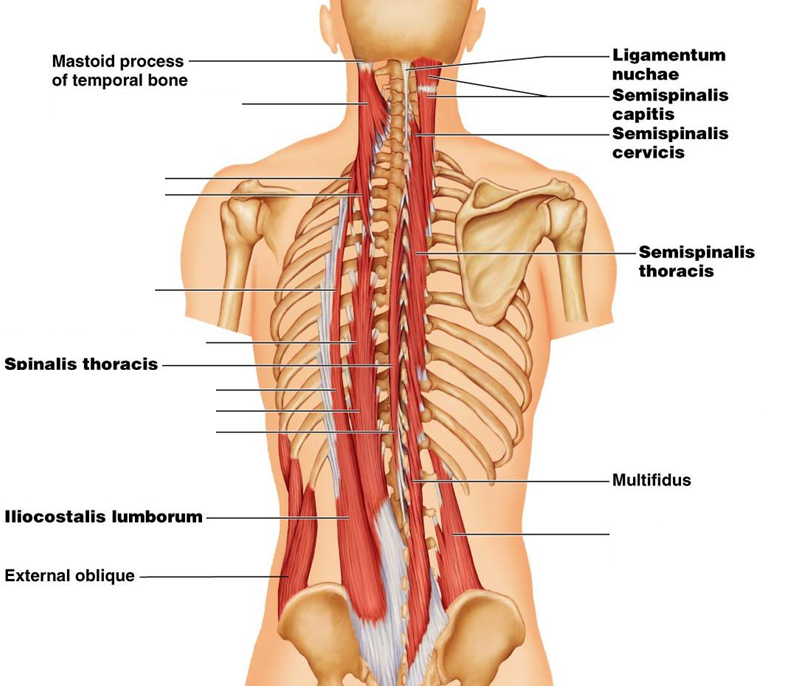 Mastoid process
of temporal bone
Ligamentum
nuchae
Semispinalis
capitis
Semispinalis
cervicis
Semispinalis
thoracis
Spinalis thoracis
Multifidus
Iliocostalis lumborum
External oblique